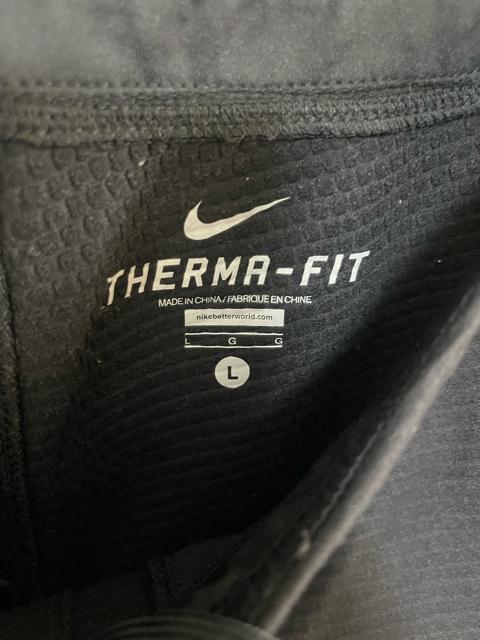 THERMA-FIT
MADE IN CHINA / FABRIQUE EN CHINE
nikebetterworld.com
L G G
L